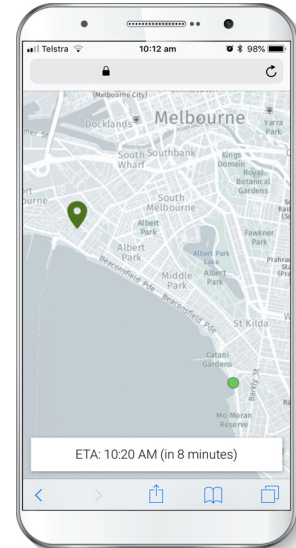 Telstra
10:12 am
98%
(Melbourne City)
Docklands
Melbourne
Yarra
Park
South
Wharf
Southbank
Kings
Domain
Royal
Botanical
Gardens
South
Melbourne
Albert
Park
Fawkner
Park
Albert
Park
Albert Park
Lake
Beaconsfield Pde
Middle
Park
Albert
Park
Beaconsfield Pde
St Kilda
Catani
Gardens
Barkly St
Mo Moran
Reserve
ETA: 10:20 AM (in 8 minutes)